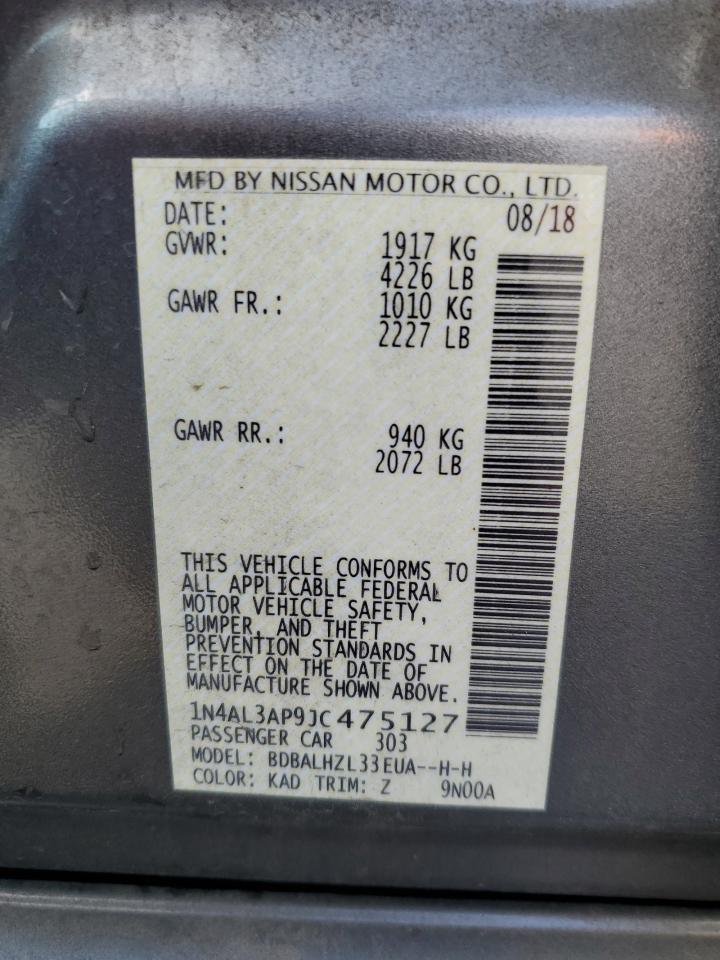 MFD BY NISSAN MOTOR CO., LTD.
DATE: 08/18
GVWR: 1917 KG
4226 LB
GAWR FR.: 1010 KG
2227 LB
GAWR RR.: 940 KG
2072 LB
THIS VEHICLE CONFORMS TO
ALL APPLICABLE FEDERAL
MOTOR VEHICLE SAFETY,
BUMPER, AND THEFT
PREVENTION STANDARDS IN
EFFECT ON THE DATE OF
MANUFACTURE SHOWN ABOVE.
1N4AL3AP9JC475127
PASSENGER CAR 303
MODEL: BDBALHZL33EUA--H-H
COLOR: KAD TRIM: Z 9N00A